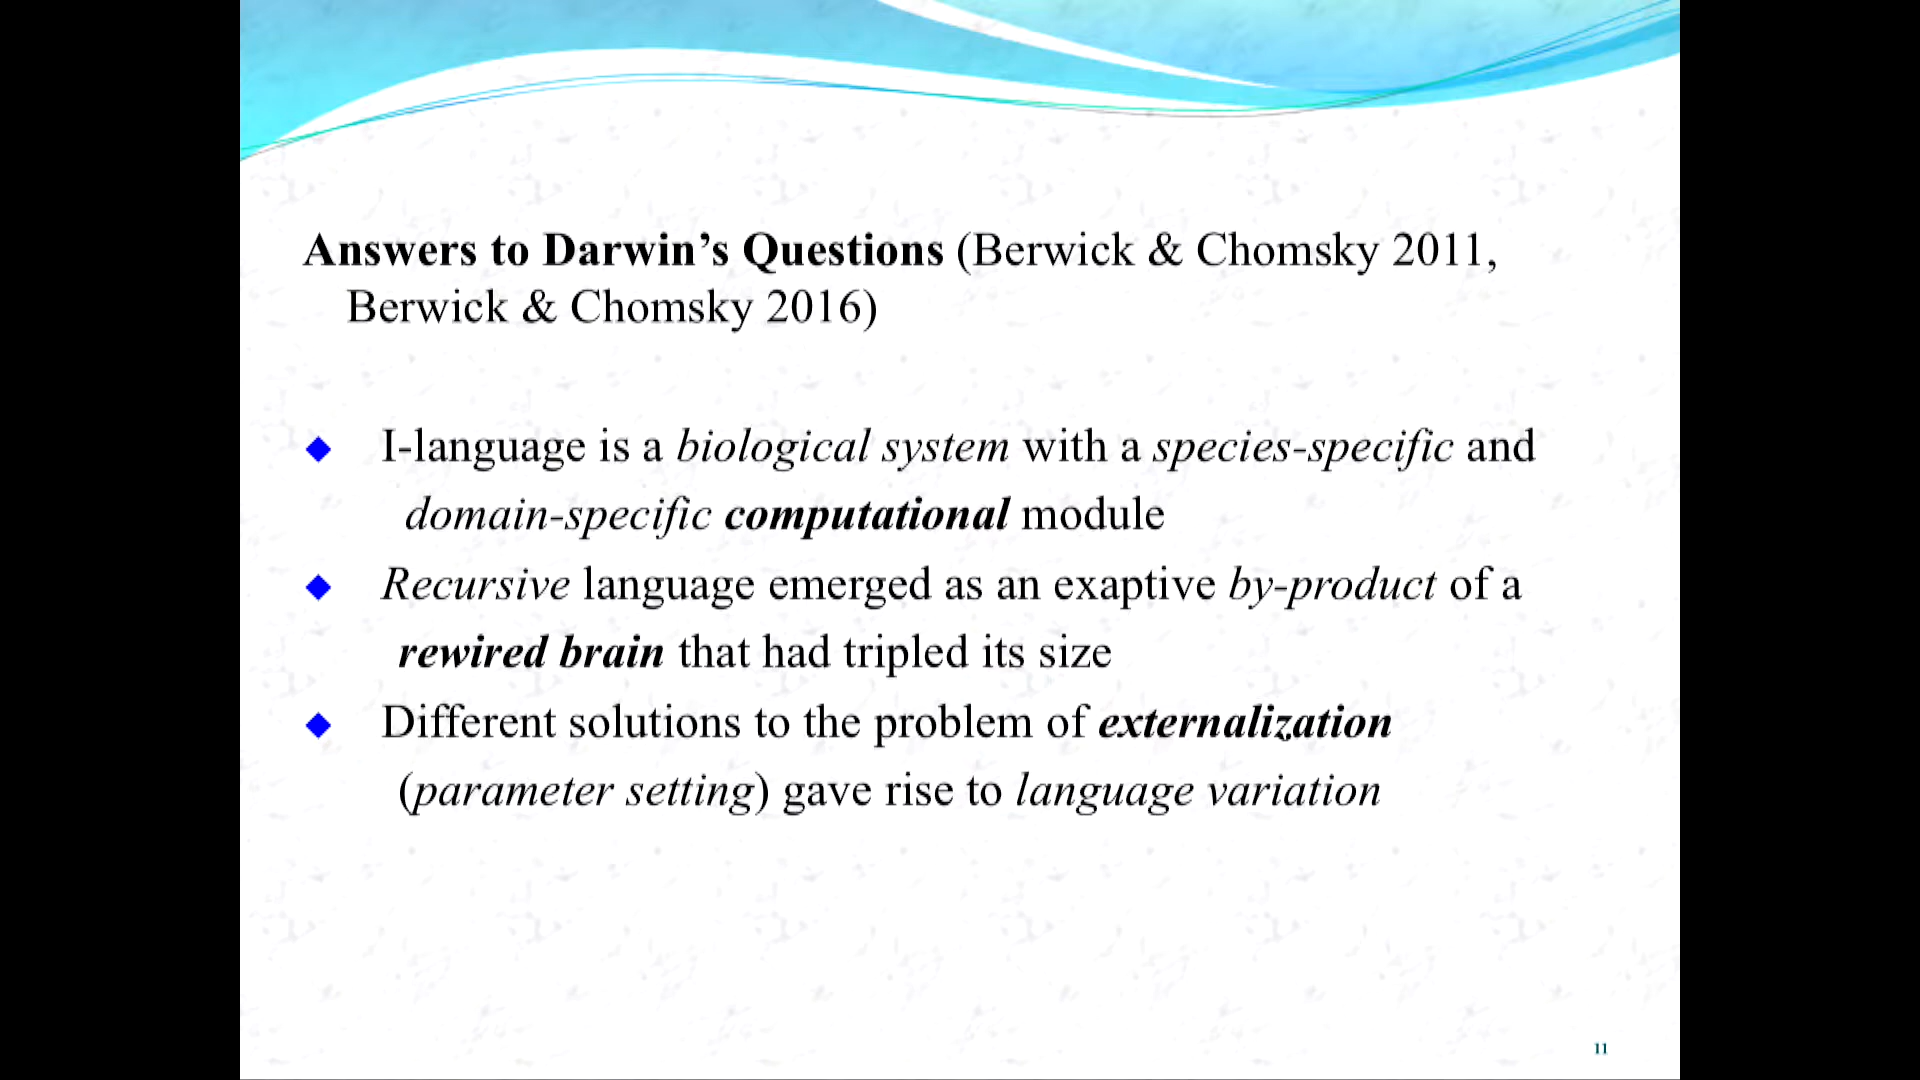 Answers to Darwin’s Questions (Berwick & Chomsky 2011,
Berwick & Chomsky 2016)
◆ I-language is a biological system with a species-specific and
domain-specific computational module
◆ Recursive language emerged as an exaptive by-product of a
rewired brain that had tripled its size
◆ Different solutions to the problem of externalization
(parameter setting) gave rise to language variation
11